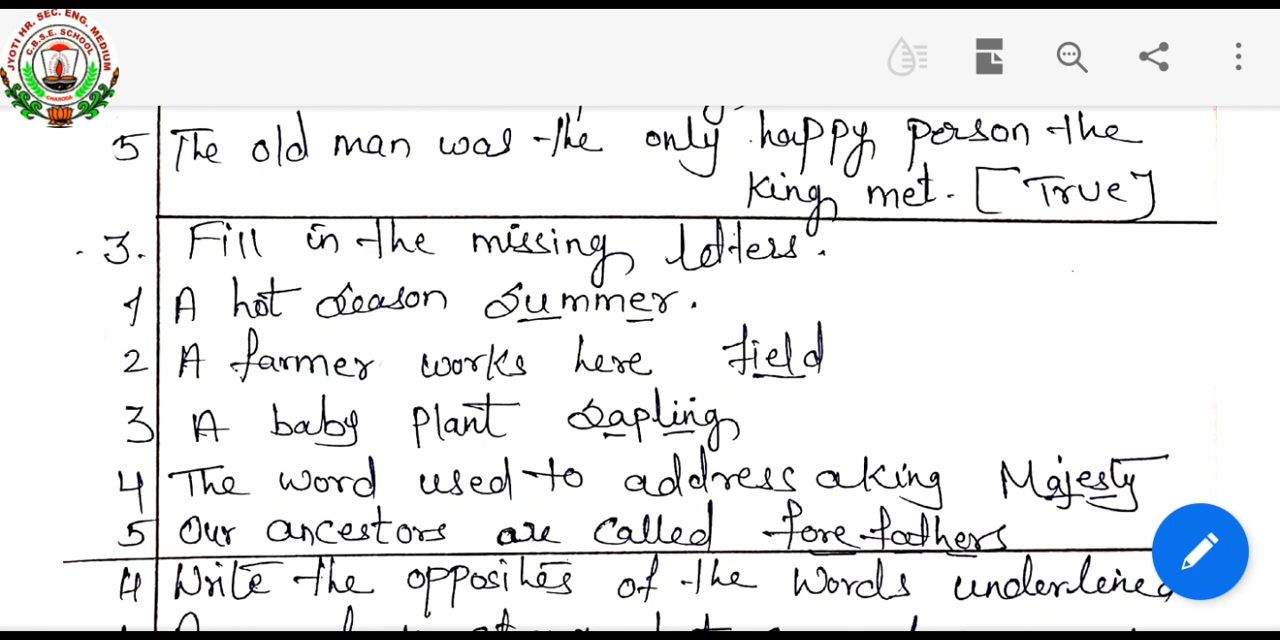 JYOTI HR. SEC. ENG. MEDIUM
C.B.S.E. SCHOOL
5 The old man was the only happy person the
King met. [True]
3. Fill in the missing letters.
1 A hot season Summer.
2 A farmer works here field
3 A baby plant Sapling
4 The word used to address a king Majesty
5 Our ancestors are called fore fathers
4 Write the opposites of the words underlined